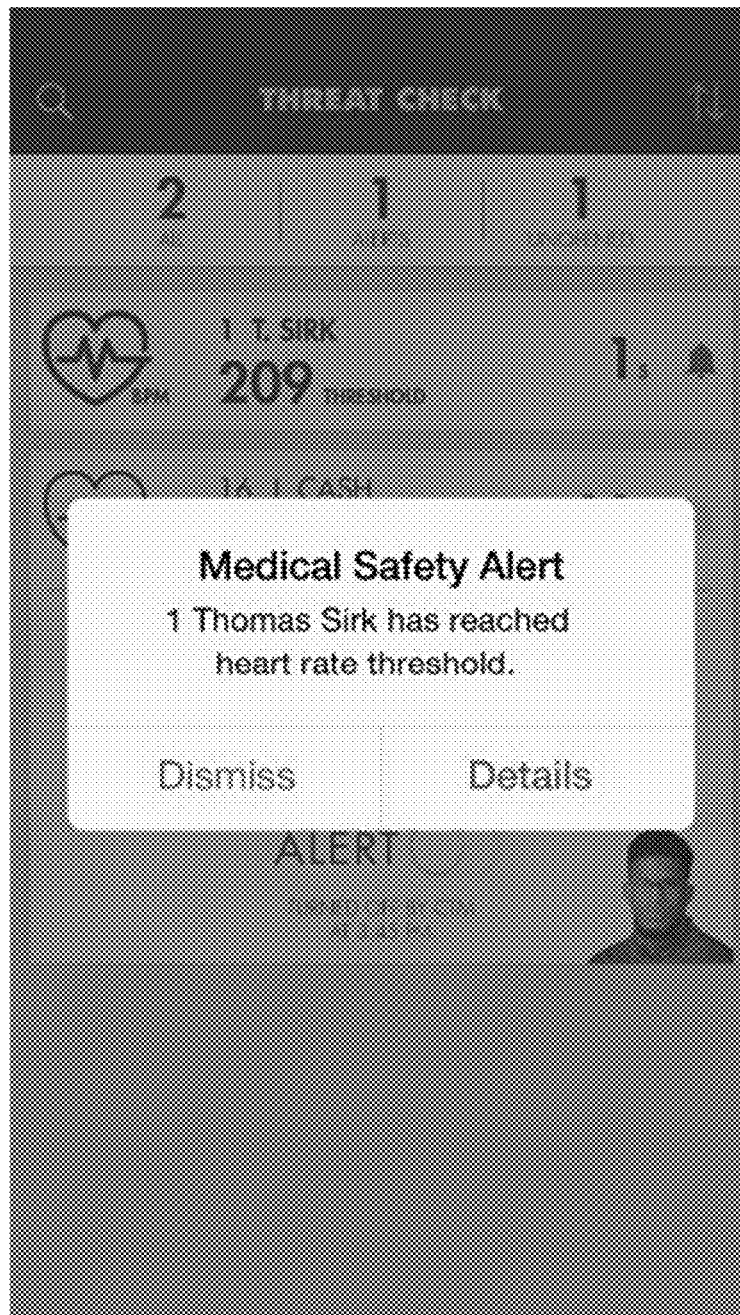 THREAT CHECK
2 1 1
1 T. SIRK
BPM 209 THRESHOLD 1 s
16 J. CASH
Medical Safety Alert
1 Thomas Sirk has reached
heart rate threshold.
Dismiss Details
ALERT